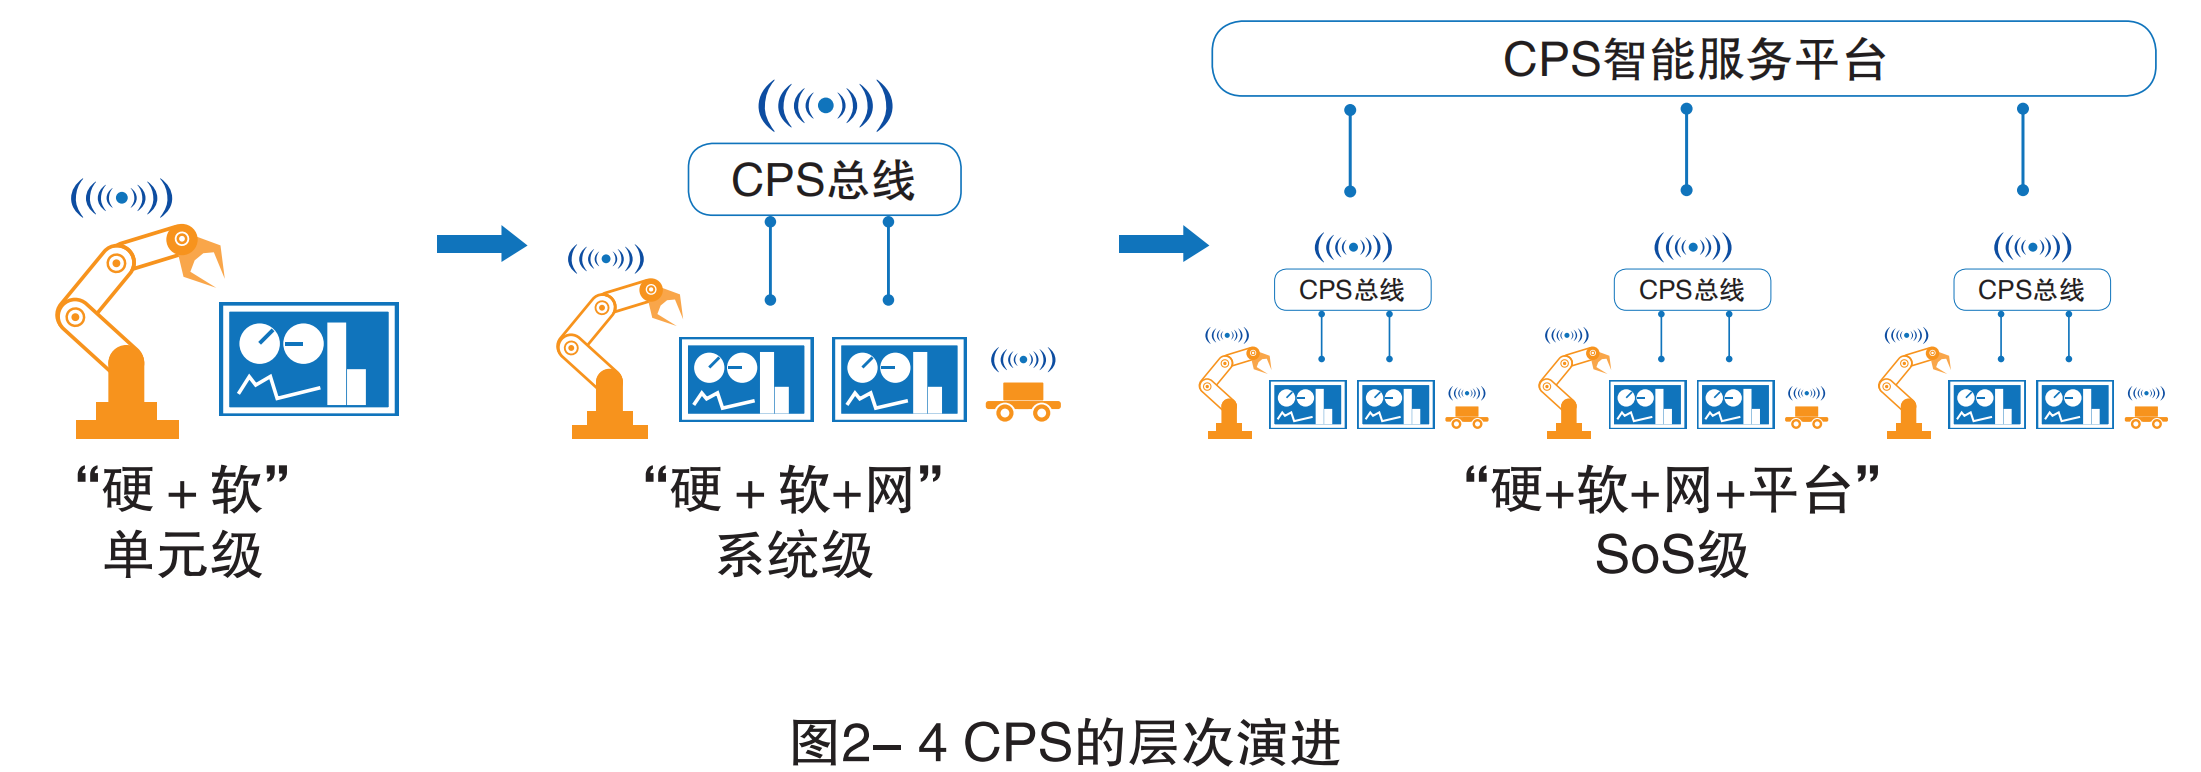 CPS智能服务平台
CPS总线
CPS总线
CPS总线
CPS总线
“硬 + 软”
单元级
“硬 + 软+网”
系统级
“硬+软+网+平台”
SoS级
图2– 4 CPS的层次演进